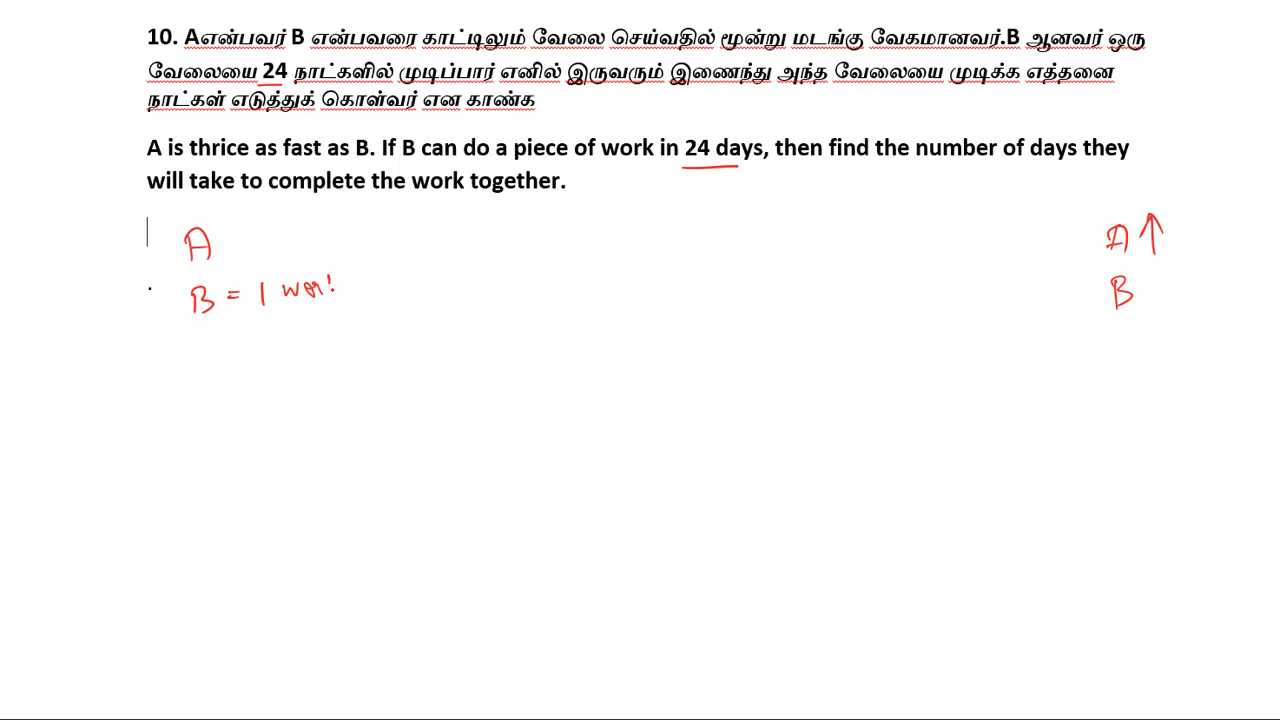 10. Aஎன்பவர் B என்பவரை காட்டிலும் வேலை செய்வதில் மூன்று மடங்கு வேகமானவர்.B ஆனவர் ஒரு
வேலையை 24 நாட்களில் முடிப்பார் எனில் இருவரும் இணைந்து அந்த வேலையை முடிக்க எத்தனை
நாட்கள் எடுத்துக் கொள்வர் என காண்க
A is thrice as fast as B. If B can do a piece of work in 24 days, then find the number of days they
will take to complete the work together.
A
A ↑
B = 1
B